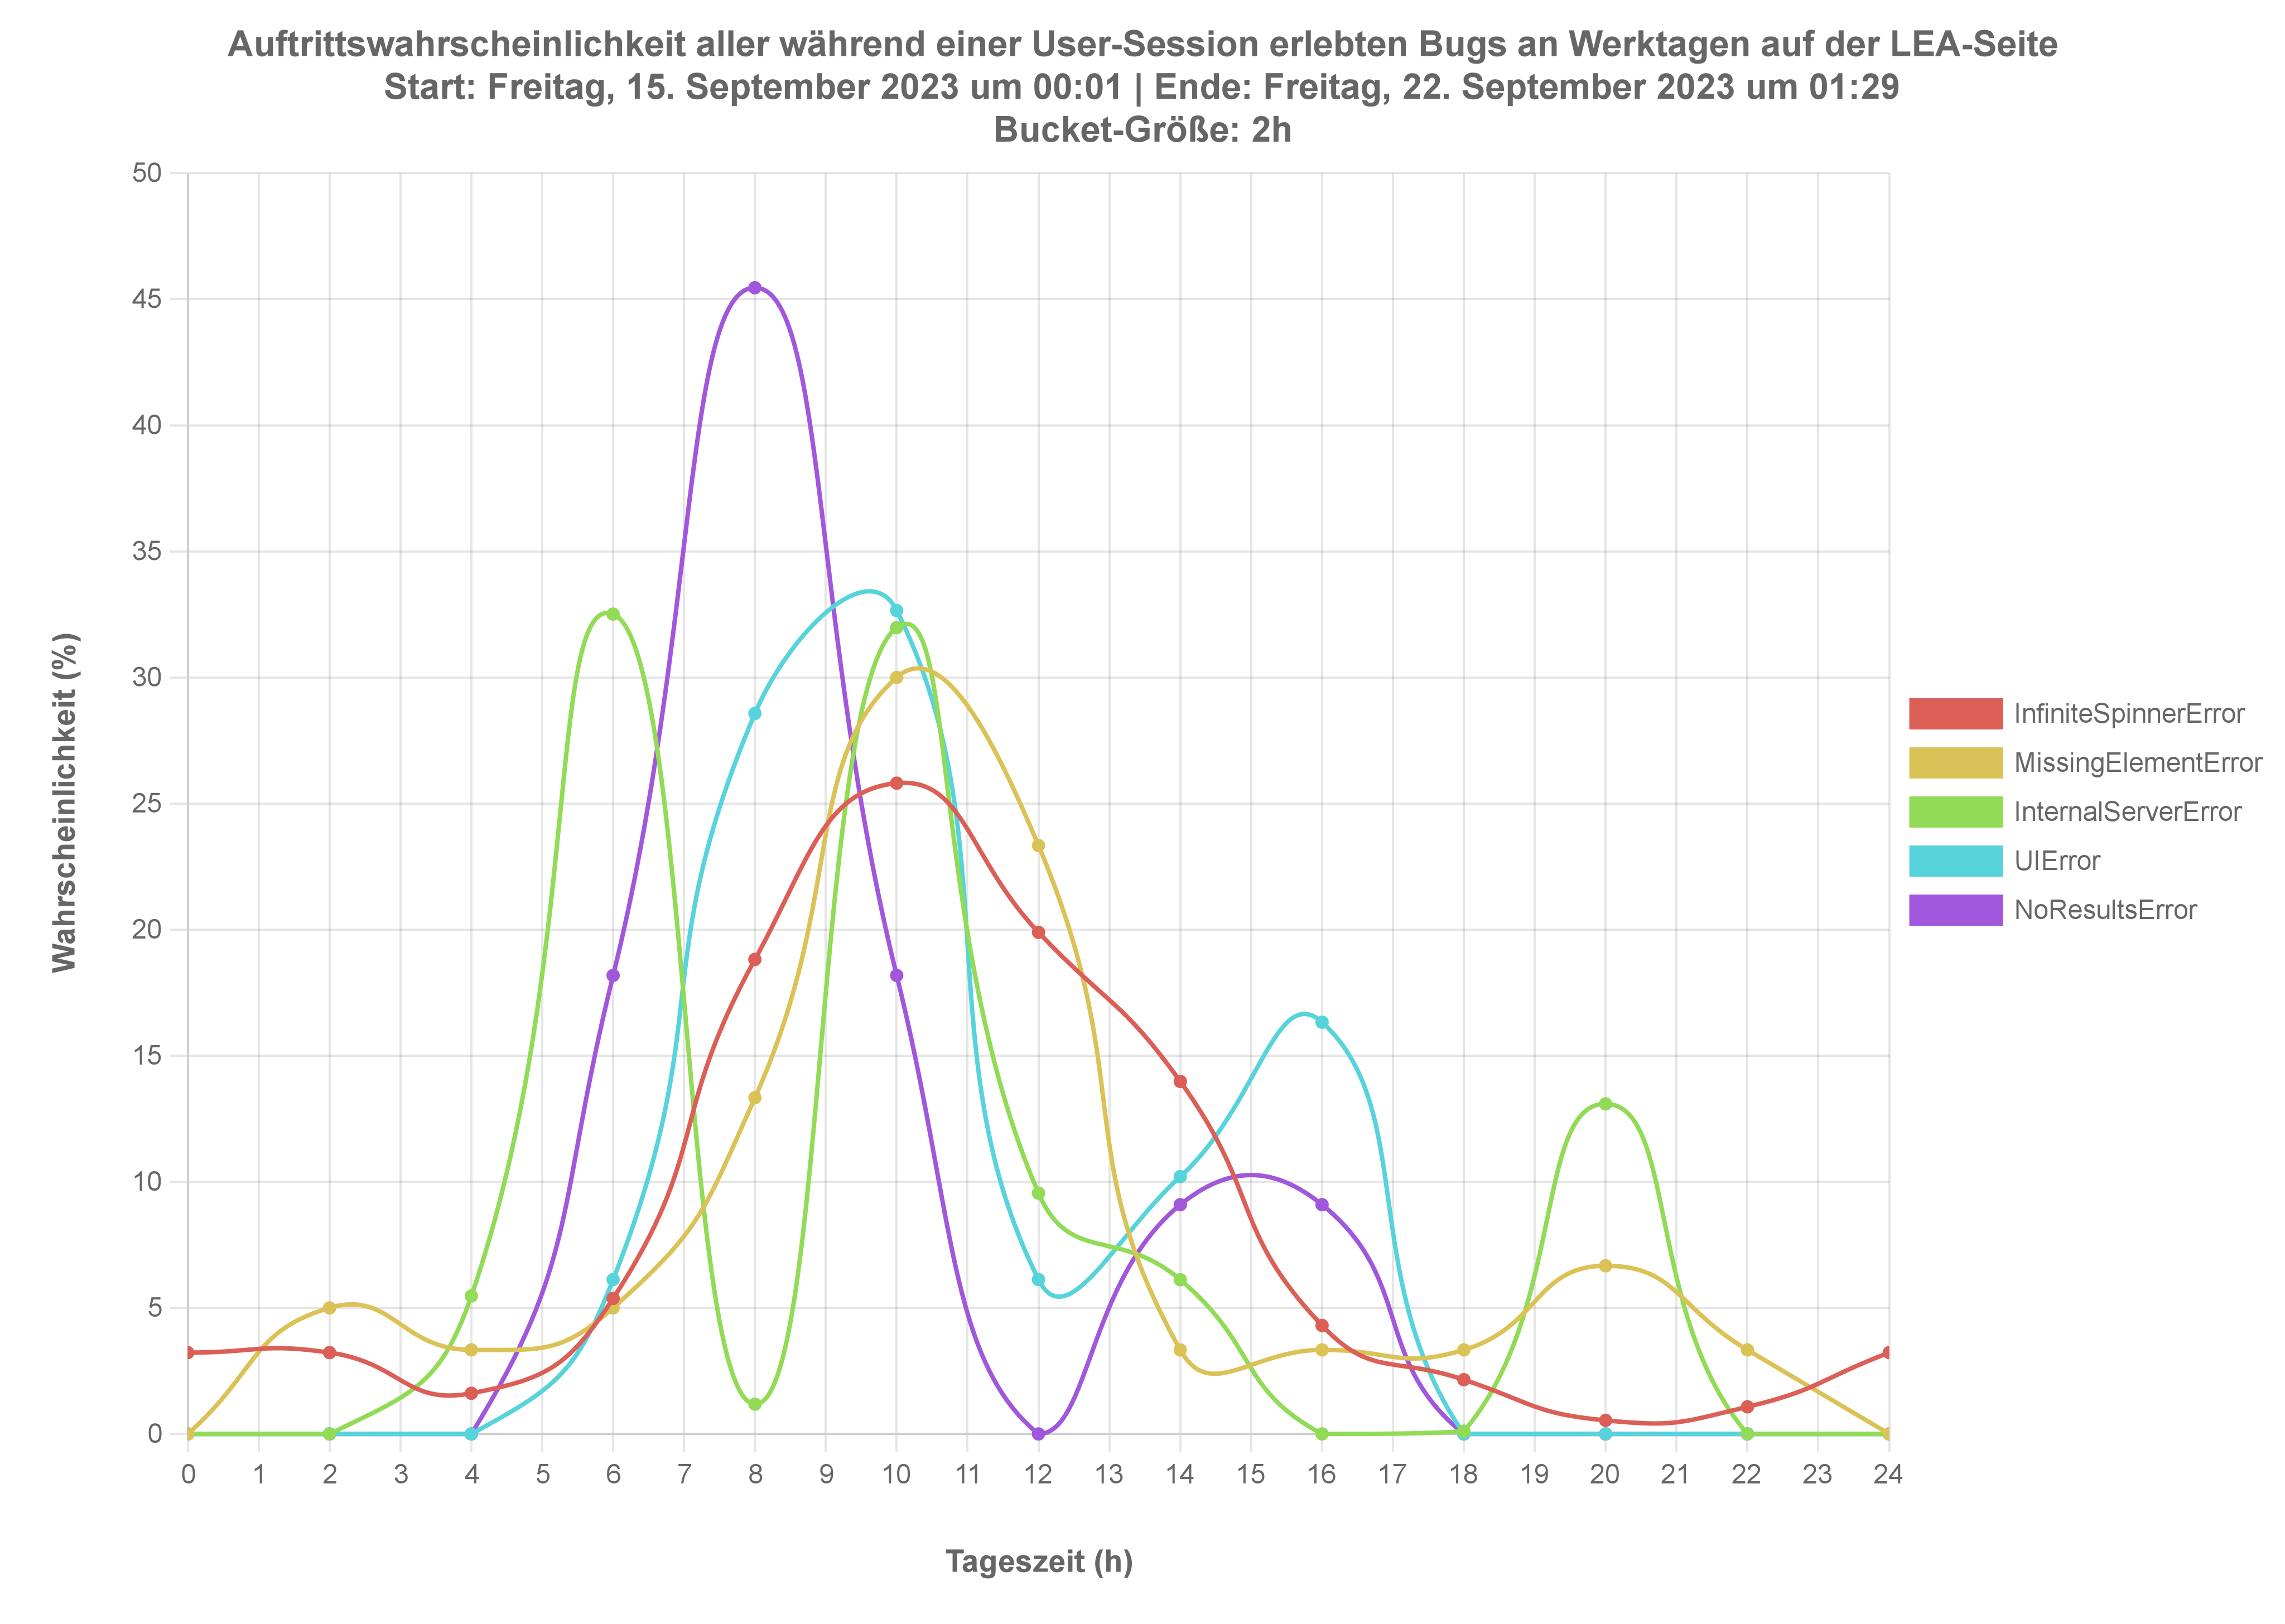 Auftrittswahrscheinlichkeit aller während einer User-Session erlebten Bugs an Werktagen auf der LEA-Seite
Start: Freitag, 15. September 2023 um 00:01 | Ende: Freitag, 22. September 2023 um 01:29
Bucket-Größe: 2h
Wahrscheinlichkeit (%)
50
45
40
35
30
25
20
15
10
5
0
0 1 2 3 4 5 6 7 8 9 10 11 12 13 14 15 16 17 18 19 20 21 22 23 24
Tageszeit (h)
InfiniteSpinnerError
MissingElementError
InternalServerError
UIError
NoResultsError